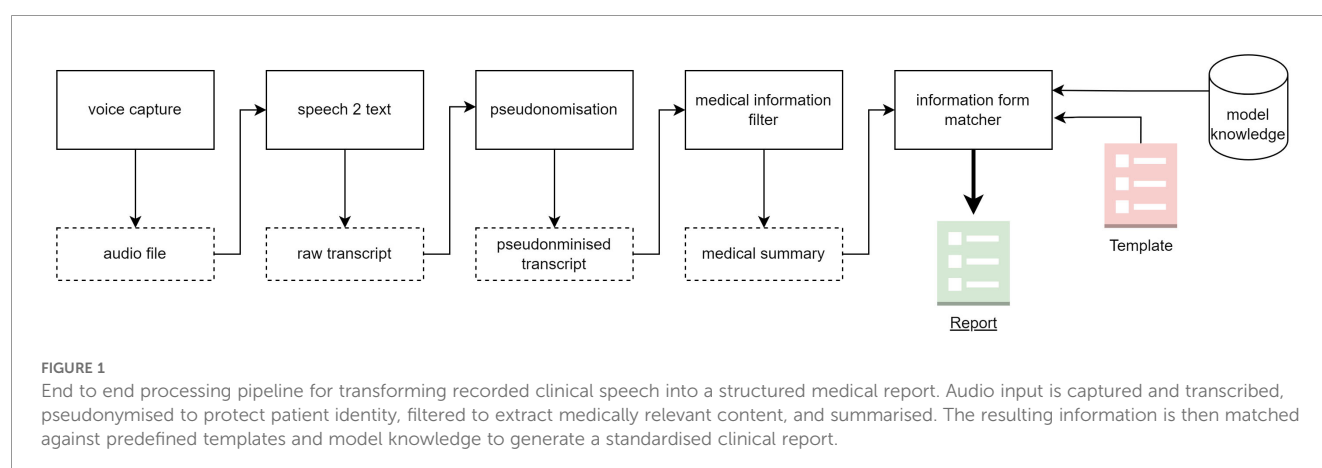 voice capture
speech 2 text
pseudonomisation
medical information
filter
information form
matcher
model
knowledge
audio file
raw transcript
pseudonminised
transcript
medical summary
Template
Report
FIGURE 1
End to end processing pipeline for transforming recorded clinical speech into a structured medical report. Audio input is captured and transcribed,
pseudonymised to protect patient identity, filtered to extract medically relevant content, and summarised. The resulting information is then matched
against predefined templates and model knowledge to generate a standardised clinical report.